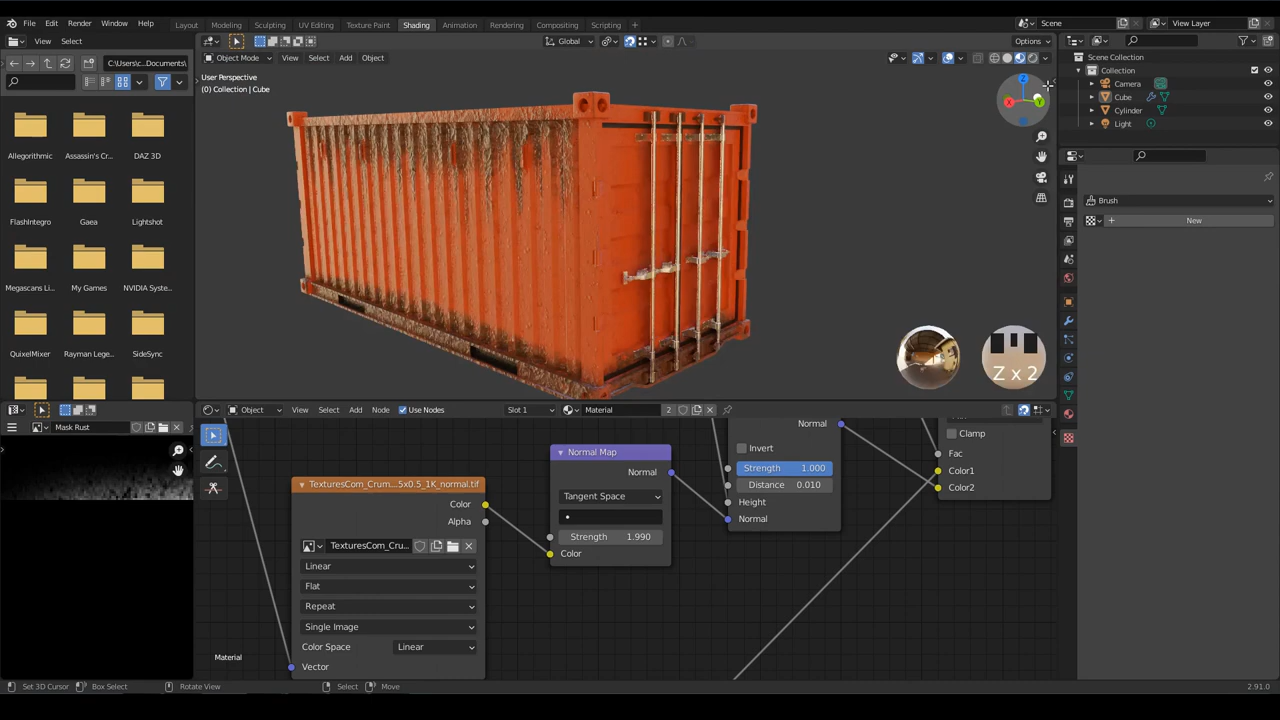 File Edit Render Window Help Layout Modeling Sculpting UV Editing Texture Paint Shading Animation Rendering Compositing Scripting + Scene View Layer
View Select Global Options
C:\Users\c...Documents\ Object Mode View Select Add Object
User Perspective
(0) Collection | Cube
Scene Collection
Collection
Camera
Cube
Cylinder
Light
Z
X
Y
Allegorithmic Assassin's Cr... DAZ 3D
FlashIntegro Gaea Lightshot
Megascans Li... My Games NVIDIA Syste...
QuixelMixer Rayman Lege... SideSync
Brush
+ New
Z x 2
Object View Select Add Node Use Nodes Slot 1 Material 2
Mask Rust
Normal Map
Normal
Tangent Space
Strength 1.990
Color
TexturesCom_Crum...5x0.5_1K_normal.tif
Color
Alpha
TexturesCom_Cru...
Linear
Flat
Repeat
Single Image
Color Space Linear
Vector
Normal
Invert
Strength 1.000
Distance 0.010
Height
Normal
Clamp
Fac
Color1
Color2
Material
Set 3D Cursor Box Select Rotate View Select Move 2.91.0